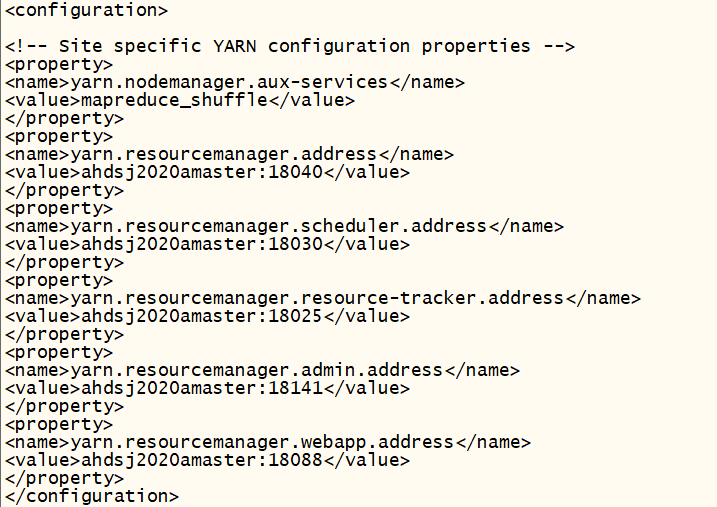 <configuration>
<!-- Site specific YARN configuration properties -->
<property>
<name>yarn.nodemanager.aux-services</name>
<value>mapreduce_shuffle</value>
</property>
<property>
<name>yarn.resourcemanager.address</name>
<value>ahdsj2020amaster:18040</value>
</property>
<property>
<name>yarn.resourcemanager.scheduler.address</name>
<value>ahdsj2020amaster:18030</value>
</property>
<property>
<name>yarn.resourcemanager.resource-tracker.address</name>
<value>ahdsj2020amaster:18025</value>
</property>
<property>
<name>yarn.resourcemanager.admin.address</name>
<value>ahdsj2020amaster:18141</value>
</property>
<property>
<name>yarn.resourcemanager.webapp.address</name>
<value>ahdsj2020amaster:18088</value>
</property>
</configuration>